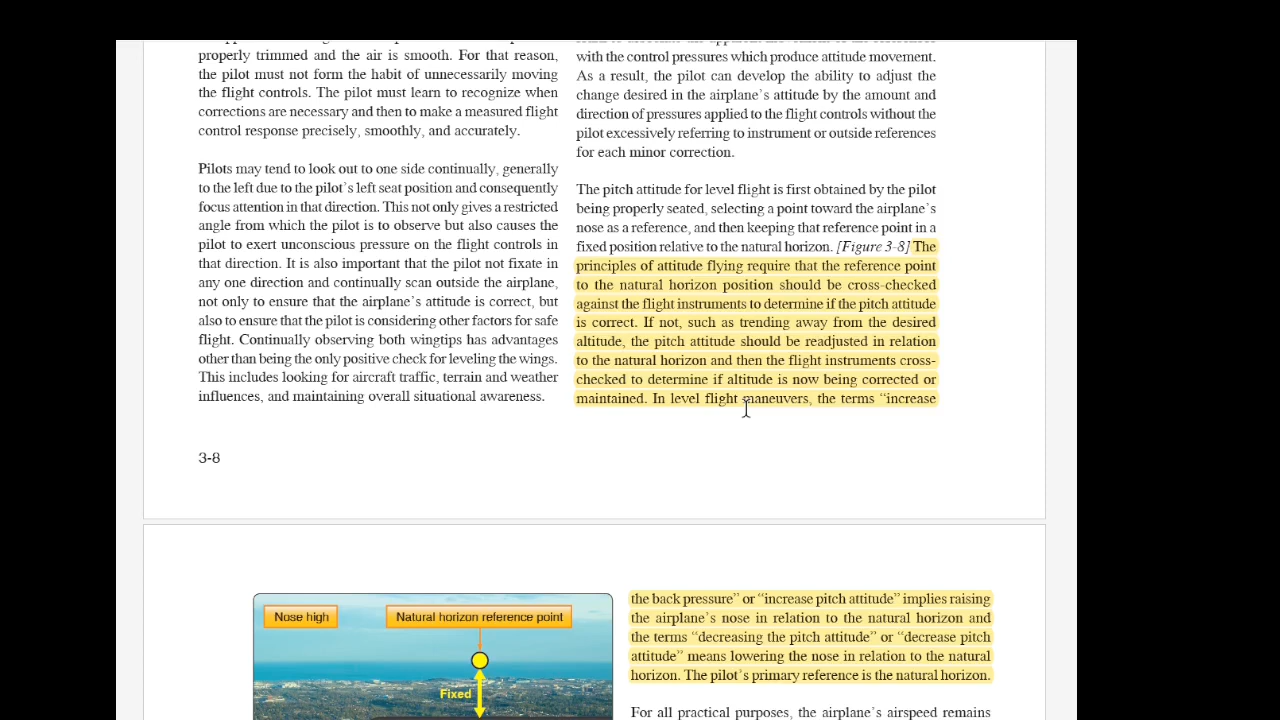 properly trimmed and the air is smooth. For that reason,
the pilot must not form the habit of unnecessarily moving
the flight controls. The pilot must learn to recognize when
corrections are necessary and then to make a measured flight
control response precisely, smoothly, and accurately.
Pilots may tend to look out to one side continually, generally
to the left due to the pilot's left seat position and consequently
focus attention in that direction. This not only gives a restricted
angle from which the pilot is to observe but also causes the
pilot to exert unconscious pressure on the flight controls in
that direction. It is also important that the pilot not fixate in
any one direction and continually scan outside the airplane,
not only to ensure that the airplane's attitude is correct, but
also to ensure that the pilot is considering other factors for safe
flight. Continually observing both wingtips has advantages
other than being the only positive check for leveling the wings.
This includes looking for aircraft traffic, terrain and weather
influences, and maintaining overall situational awareness.
3-8
with the control pressures which produce attitude movement.
As a result, the pilot can develop the ability to adjust the
change desired in the airplane's attitude by the amount and
direction of pressures applied to the flight controls without the
pilot excessively referring to instrument or outside references
for each minor correction.
The pitch attitude for level flight is first obtained by the pilot
being properly seated, selecting a point toward the airplane's
nose as a reference, and then keeping that reference point in a
fixed position relative to the natural horizon. [Figure 3-8] The
principles of attitude flying require that the reference point
to the natural horizon position should be cross-checked
against the flight instruments to determine if the pitch attitude
is correct. If not, such as trending away from the desired
altitude, the pitch attitude should be readjusted in relation
to the natural horizon and then the flight instruments cross-
checked to determine if altitude is now being corrected or
maintained. In level flight maneuvers, the terms “increase
Nose high
Natural horizon reference point
Fixed
the back pressure” or “increase pitch attitude” implies raising
the airplane's nose in relation to the natural horizon and
the terms “decreasing the pitch attitude” or “decrease pitch
attitude” means lowering the nose in relation to the natural
horizon. The pilot's primary reference is the natural horizon.
For all practical purposes, the airplane's airspeed remains